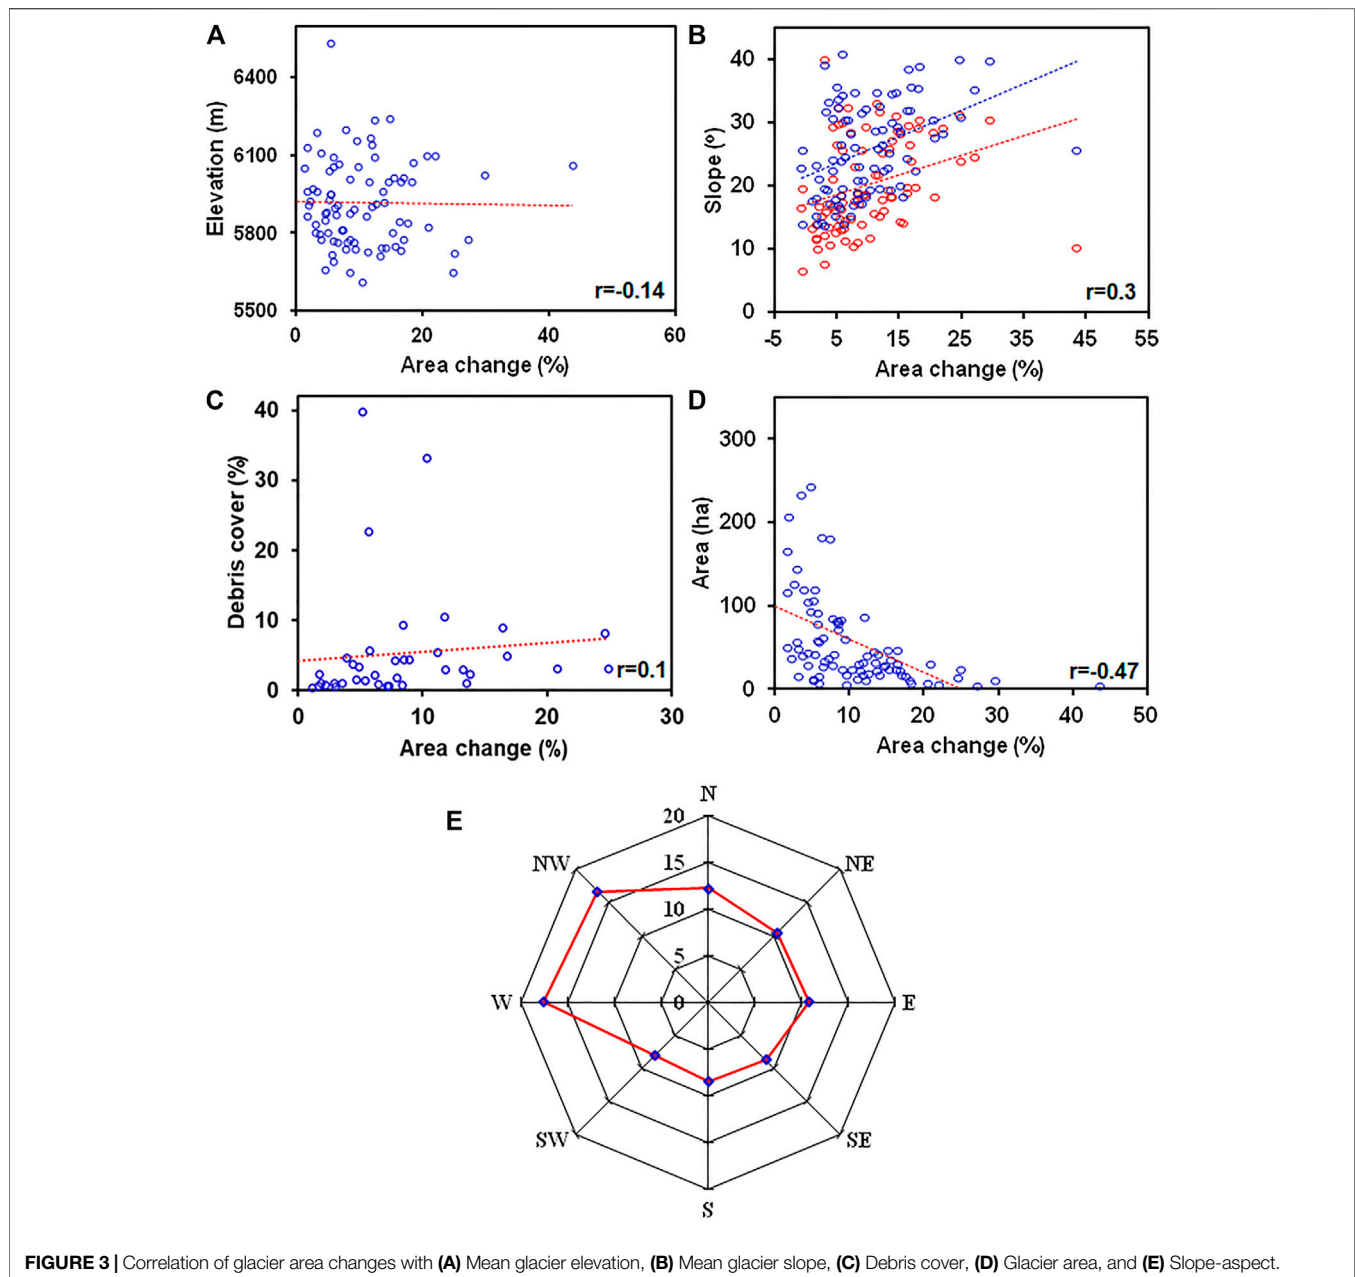 A
Elevation (m)
6400
6100
5800
5500
r=-0.14
0 20 40 60
Area change (%)
B
Slope (º)
40
30
20
10
0
r=0.3
-5 5 15 25 35 45 55
Area change (%)
C
Debris cover (%)
40
30
20
10
0
r=0.1
0 10 20 30
Area change (%)
D
Area (ha)
300
200
100
0
r=-0.47
0 10 20 30 40 50
Area change (%)
E
N
20
15
10
5
0
NW
NE
W
E
SW
SE
S
FIGURE 3 | Correlation of glacier area changes with (A) Mean glacier elevation, (B) Mean glacier slope, (C) Debris cover, (D) Glacier area, and (E) Slope-aspect.